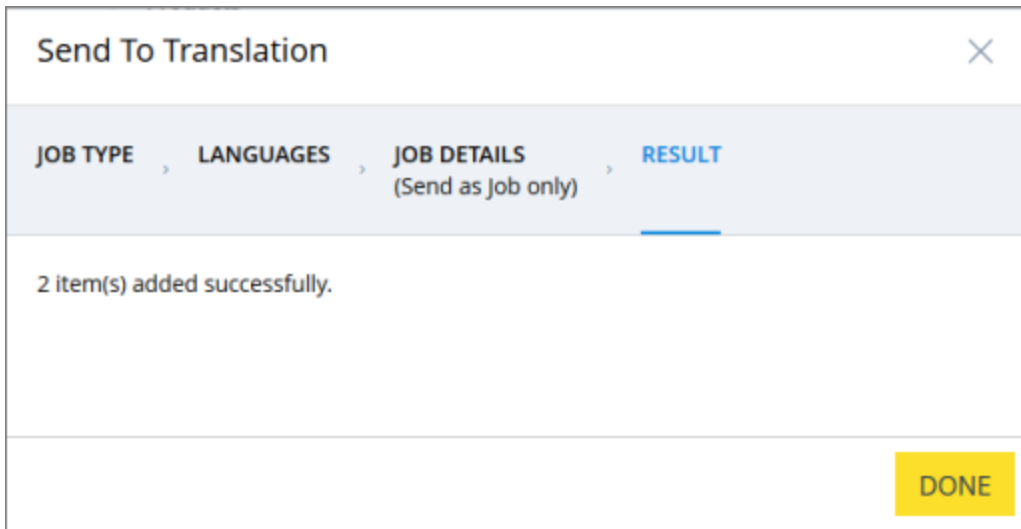 Send To Translation
JOB TYPE
LANGUAGES
JOB DETAILS
(Send as Job only)
RESULT
2 item(s) added successfully.
DONE